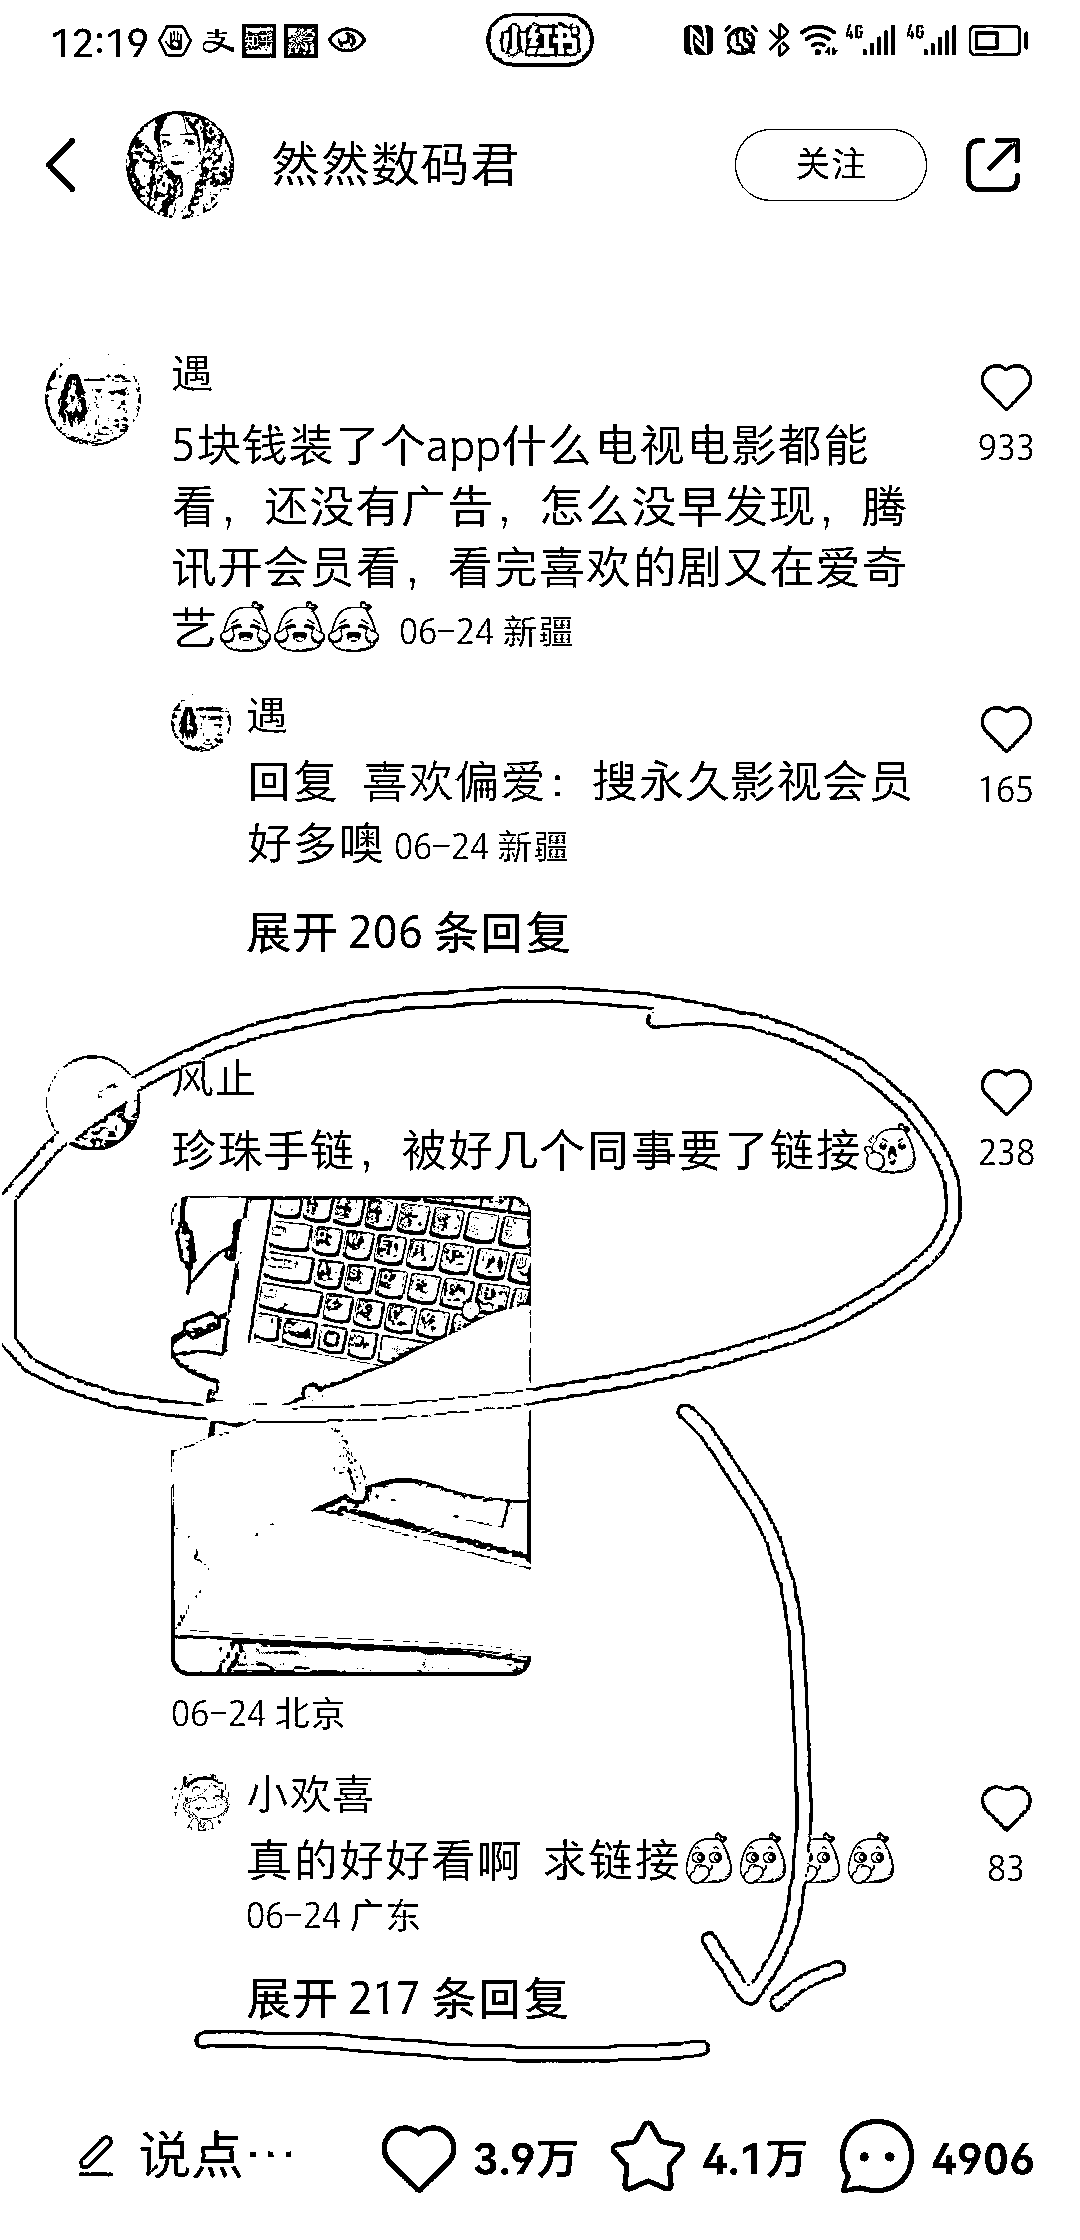 12:19
支
小红书
4G 4G
然然数码君
关注
遇
5块钱装了个app什么电视电影都能
看，还没有广告，怎么没早发现，腾
讯开会员看，看完喜欢的剧又在爱奇
艺 06-24 新疆
933
遇
回复 喜欢偏爱：搜永久影视会员
好多噢 06-24 新疆
165
展开 206 条回复
风止
珍珠手链，被好几个同事要了链接
238
06-24 北京
小欢喜
真的好好看啊 求链接
06-24 广东
83
展开 217 条回复
说点…
3.9万
4.1万
4906